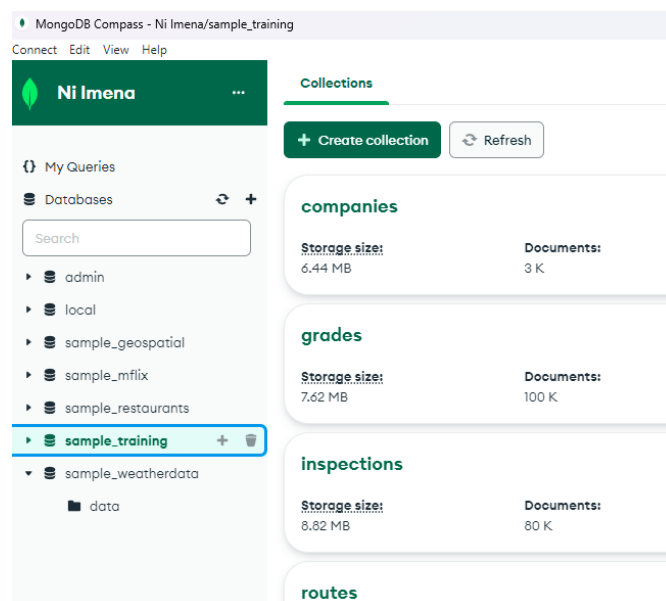 MongoDB Compass - Ni Imena/sample_training
Connect Edit View Help
Ni Imena ...
My Queries
Databases
Search
admin
local
sample_geospatial
sample_mflix
sample_restaurants
sample_training
sample_weatherdata
data
Collections
+ Create collection Refresh
companies
Storage size: Documents:
6.44 MB 3 K
grades
Storage size: Documents:
7.62 MB 100 K
inspections
Storage size: Documents:
8.82 MB 80 K
routes